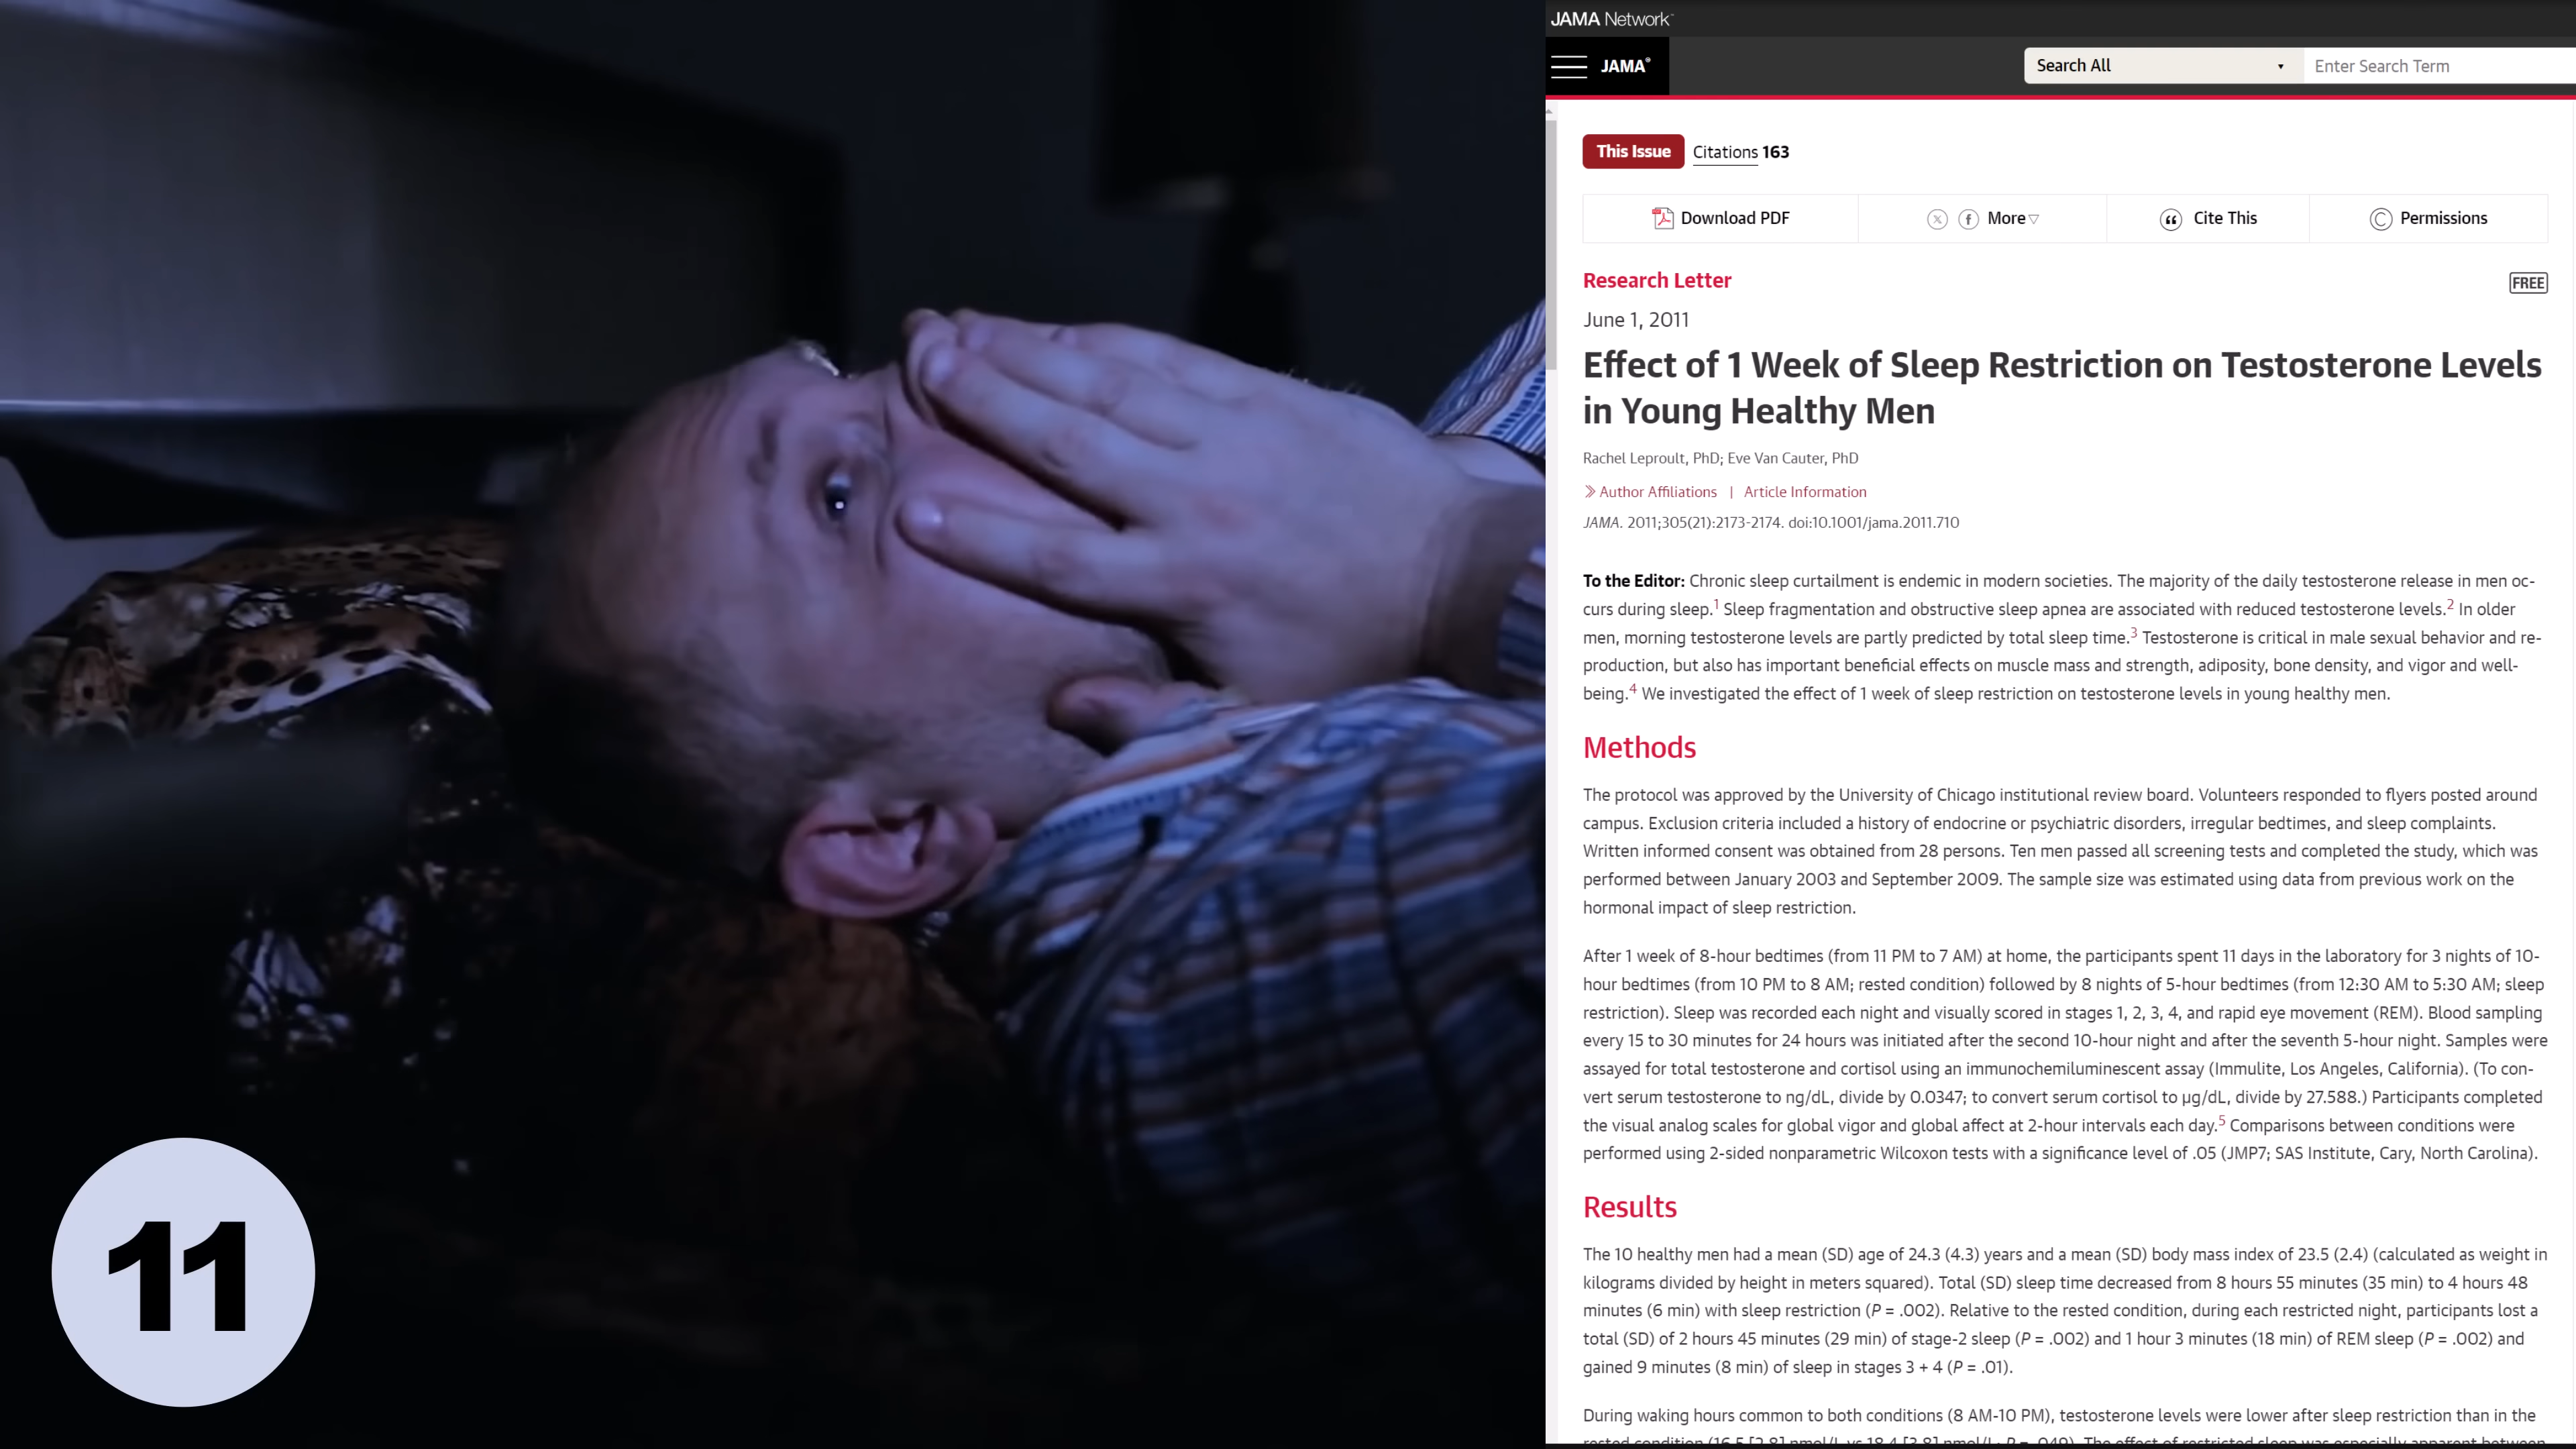 JAMA Network™
JAMA®
Search All
Enter Search Term
This Issue
Citations 163
Download PDF
More
Cite This
Permissions
Research Letter
FREE
June 1, 2011
Effect of 1 Week of Sleep Restriction on Testosterone Levels
in Young Healthy Men
Rachel Leproult, PhD; Eve Van Cauter, PhD
Author Affiliations | Article Information
JAMA. 2011;305(21):2173-2174. doi:10.1001/jama.2011.710
To the Editor: Chronic sleep curtailment is endemic in modern societies. The majority of the daily testosterone release in men oc-
curs during sleep.1 Sleep fragmentation and obstructive sleep apnea are associated with reduced testosterone levels.2 In older
men, morning testosterone levels are partly predicted by total sleep time.3 Testosterone is critical in male sexual behavior and re-
production, but also has important beneficial effects on muscle mass and strength, adiposity, bone density, and vigor and well-
being.4 We investigated the effect of 1 week of sleep restriction on testosterone levels in young healthy men.
Methods
The protocol was approved by the University of Chicago institutional review board. Volunteers responded to flyers posted around
campus. Exclusion criteria included a history of endocrine or psychiatric disorders, irregular bedtimes, and sleep complaints.
Written informed consent was obtained from 28 persons. Ten men passed all screening tests and completed the study, which was
performed between January 2003 and September 2009. The sample size was estimated using data from previous work on the
hormonal impact of sleep restriction.
After 1 week of 8-hour bedtimes (from 11 PM to 7 AM) at home, the participants spent 11 days in the laboratory for 3 nights of 10-
hour bedtimes (from 10 PM to 8 AM; rested condition) followed by 8 nights of 5-hour bedtimes (from 12:30 AM to 5:30 AM; sleep
restriction). Sleep was recorded each night and visually scored in stages 1, 2, 3, 4, and rapid eye movement (REM). Blood sampling
every 15 to 30 minutes for 24 hours was initiated after the second 10-hour night and after the seventh 5-hour night. Samples were
assayed for total testosterone and cortisol using an immunochemiluminescent assay (Immulite, Los Angeles, California). (To con-
vert serum testosterone to ng/dL, divide by 0.0347; to convert serum cortisol to μg/dL, divide by 27.588.) Participants completed
the visual analog scales for global vigor and global affect at 2-hour intervals each day.5 Comparisons between conditions were
performed using 2-sided nonparametric Wilcoxon tests with a significance level of .05 (JMP7; SAS Institute, Cary, North Carolina).
Results
The 10 healthy men had a mean (SD) age of 24.3 (4.3) years and a mean (SD) body mass index of 23.5 (2.4) (calculated as weight in
kilograms divided by height in meters squared). Total (SD) sleep time decreased from 8 hours 55 minutes (35 min) to 4 hours 48
minutes (6 min) with sleep restriction (P = .002). Relative to the rested condition, during each restricted night, participants lost a
total (SD) of 2 hours 45 minutes (29 min) of stage-2 sleep (P = .002) and 1 hour 3 minutes (18 min) of REM sleep (P = .002) and
gained 9 minutes (8 min) of sleep in stages 3 + 4 (P = .01).
During waking hours common to both conditions (8 AM-10 PM), testosterone levels were lower after sleep restriction than in the
11